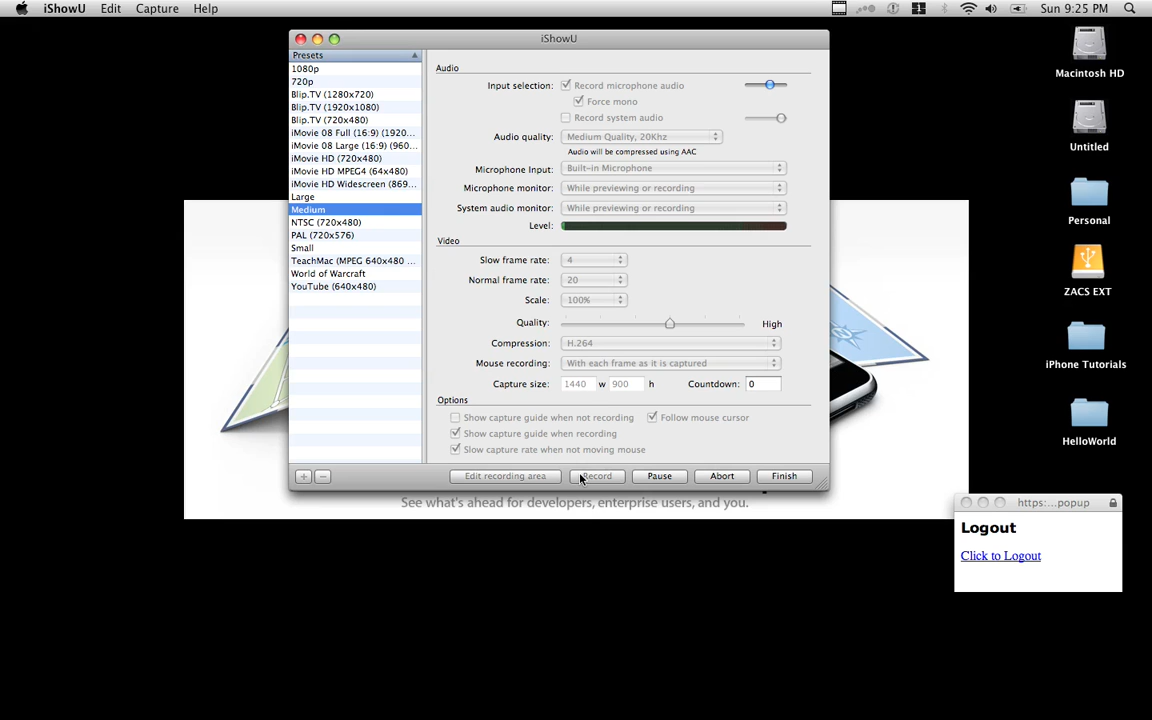 iShowU Edit Capture Help
Sun 9:25 PM
iShowU
Presets
1080p
720p
Blip.TV (1280x720)
Blip.TV (1920x1080)
Blip.TV (720x480)
iMovie 08 Full (16:9) (1920...
iMovie 08 Large (16:9) (960...
iMovie HD (720x480)
iMovie HD MPEG4 (64x480)
iMovie HD Widescreen (869...
Large
Medium
NTSC (720x480)
PAL (720x576)
Small
TeachMac (MPEG 640x480 ...
World of Warcraft
YouTube (640x480)
Audio
Input selection: Record microphone audio
Force mono
Record system audio
Audio quality: Medium Quality, 20Khz
Audio will be compressed using AAC
Microphone Input: Built-in Microphone
Microphone monitor: While previewing or recording
System audio monitor: While previewing or recording
Level:
Video
Slow frame rate: 4
Normal frame rate: 20
Scale: 100%
Quality: High
Compression: H.264
Mouse recording: With each frame as it is captured
Capture size: 1440 w 900 h Countdown: 0
Options
Show capture guide when not recording Follow mouse cursor
Show capture guide when recording
Slow capture rate when not moving mouse
Edit recording area Record Pause Abort Finish
See what's ahead for developers, enterprise users, and you.
Macintosh HD
Untitled
Personal
ZACS EXT
iPhone Tutorials
HelloWorld
https:...popup
Logout
Click to Logout